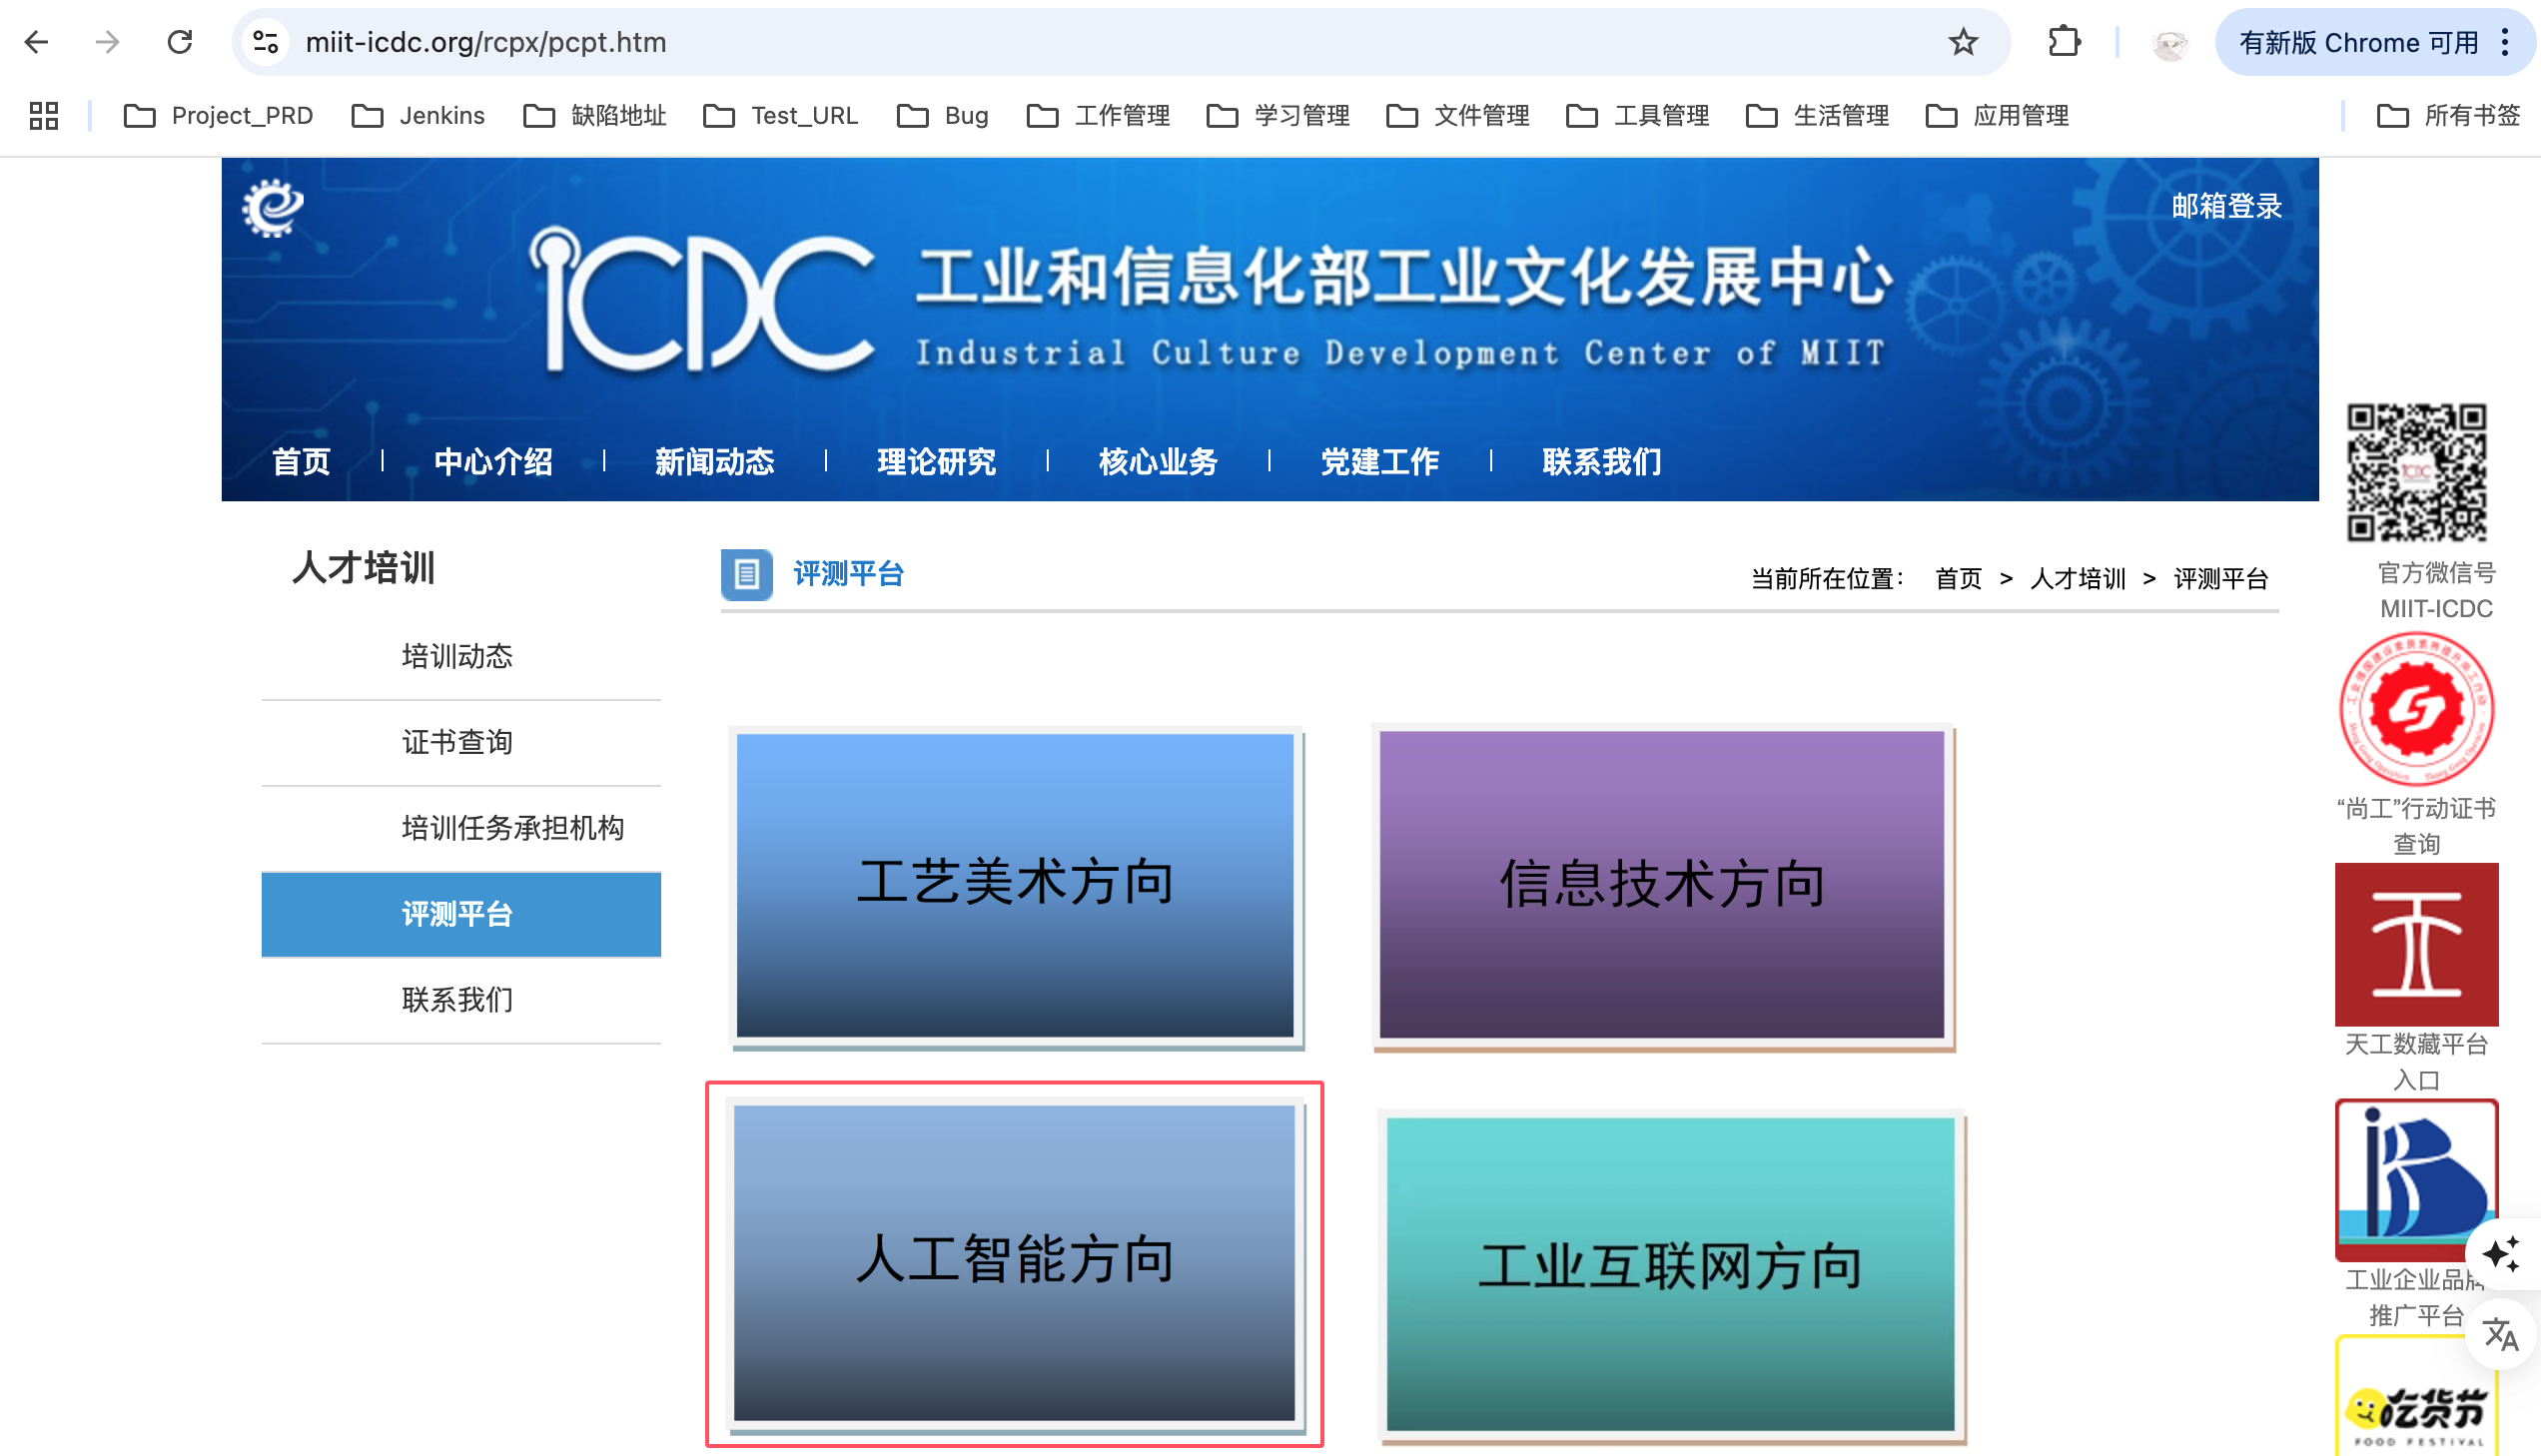 miit-icdc.org/rcpx/pcpt.htm
有新版 Chrome 可用
Project_PRD
Jenkins
缺陷地址
Test_URL
Bug
工作管理
学习管理
文件管理
工具管理
生活管理
应用管理
所有书签
邮箱登录
iCDC
工业和信息化部工业文化发展中心
Industrial Culture Development Center of MIIT
首页
中心介绍
新闻动态
理论研究
核心业务
党建工作
联系我们
人才培训
培训动态
证书查询
培训任务承担机构
评测平台
联系我们
评测平台
当前所在位置： 首页 > 人才培训 > 评测平台
工艺美术方向
信息技术方向
人工智能方向
工业互联网方向
官方微信号
MIIT-ICDC
“尚工”行动证书
查询
天工数藏平台
入口
工业企业品牌
推广平台
吃货节
FOOD FESTIVAL